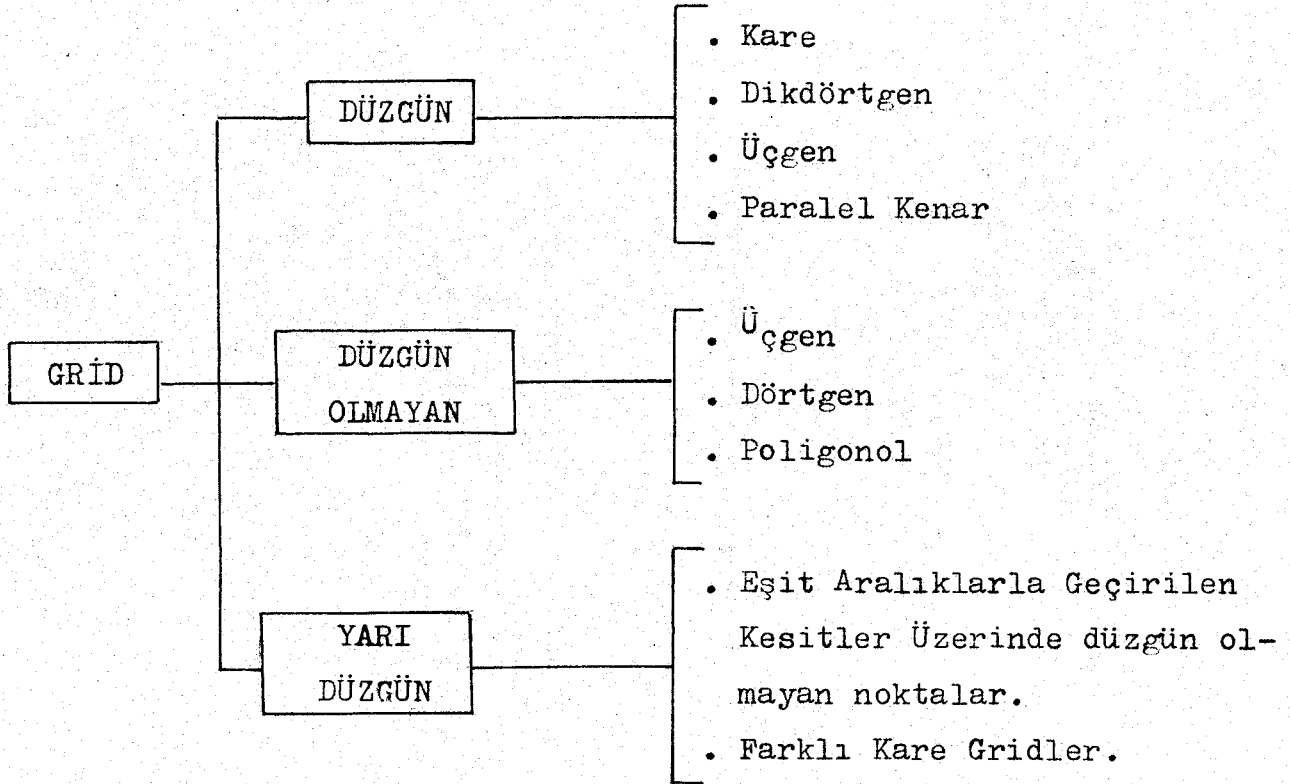 DÜZGÜN
. Kare
. Dikdörtgen
. Üçgen
. Paralel Kenar
GRİD
DÜZGÜN
OLMAYAN
. Üçgen
. Dörtgen
. Poligonol
YARI
DÜZGÜN
. Eşit Aralıklarla Geçirilen
Kesitler Üzerinde düzgün ol-
mayan noktalar.
. Farklı Kare Gridler.